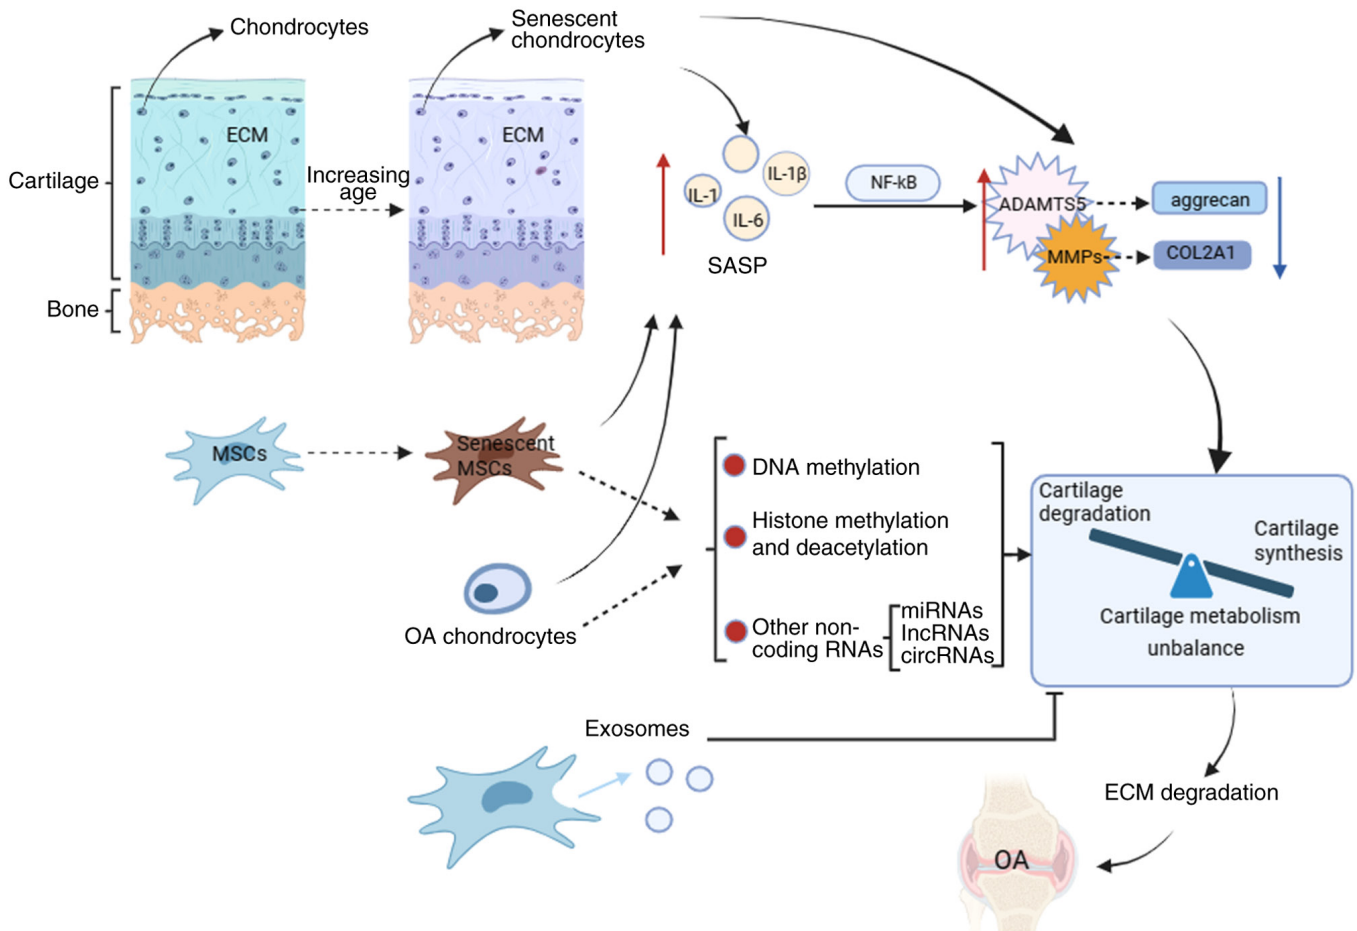 Chondrocytes
Senescent
chondrocytes
ECM
ECM
Cartilage
Increasing
age
Bone
IL-1β
IL-1
IL-6
SASP
NF-kB
ADAMTS5
MMPs
aggrecan
COL2A1
MSCs
Senescent
MSCs
OA chondrocytes
DNA methylation
Histone methylation
and deacetylation
Other non-
coding RNAs
miRNAs
lncRNAs
circRNAs
Cartilage
degradation
Cartilage
synthesis
Cartilage metabolism
unbalance
Exosomes
ECM degradation
OA